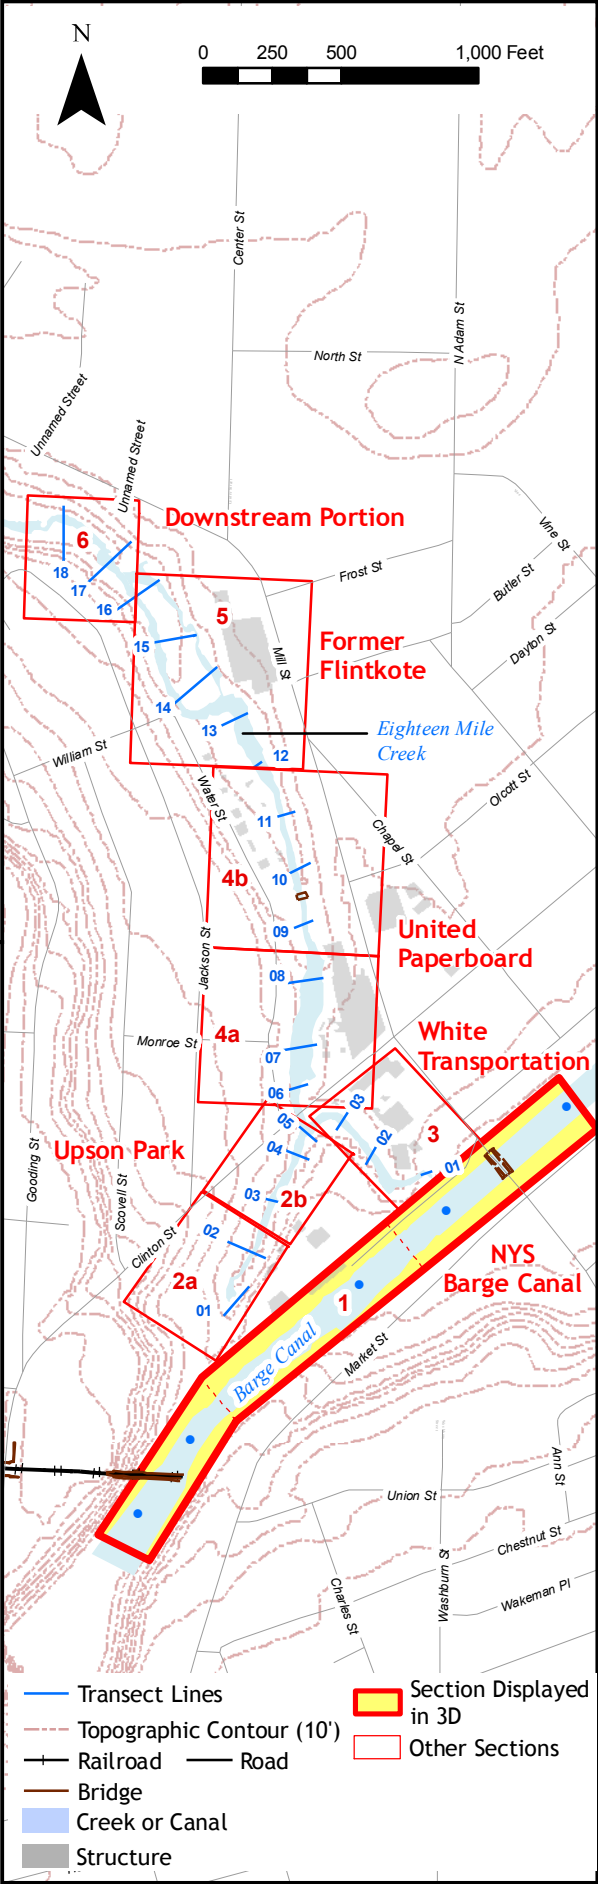 N
0 250 500 1,000 Feet
Center St
N Adam St
North St
Unnamed Street
Unnamed Street
Downstream Portion
Vine St
6
18
17
16
Frost St
Butler St
5
Dayton St
15
Former
Flintkote
Mill St
14
13
Eighteen Mile
Creek
12
William St
Water St
Olcott St
11
Chapel St
10
4b
09
United
Paperboard
Jackson St
08
4a
White
Transportation
Monroe St
07
06
03
05
02
3
Upson Park
04
01
Gooding St
Scovell St
03
2b
02
Clinton St
NYS
Barge Canal
2a
1
01
Barge Canal
Market St
Ann St
Union St
Chestnut St
Washburn St
Charles St
Wakeman Pl
Transect Lines
Topographic Contour (10')
Railroad
Road
Bridge
Creek or Canal
Structure
Section Displayed
in 3D
Other Sections